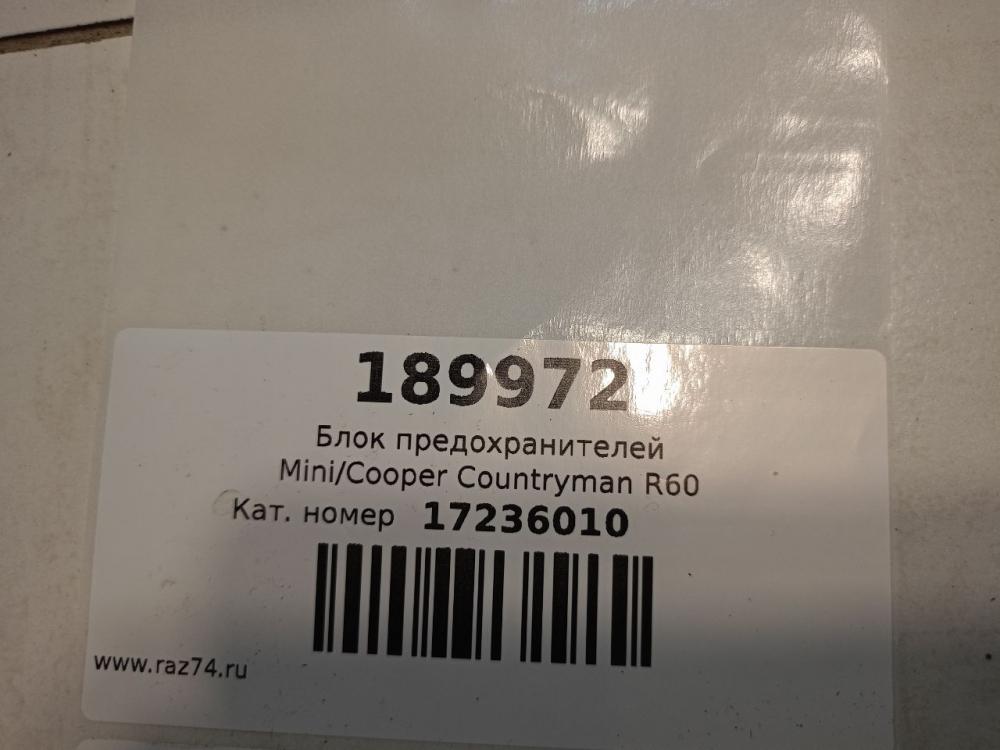 189972
Блок предохранителей
Mini/Cooper Countryman R60
Кат. номер 17236010
www.raz74.ru